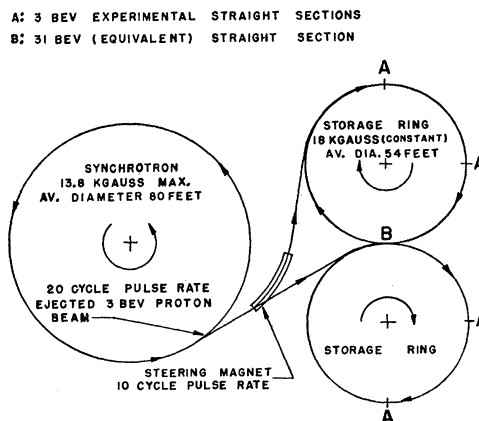 A: 3 BEV EXPERIMENTAL STRAIGHT SECTIONS
B: 31 BEV (EQUIVALENT) STRAIGHT SECTION
A
STORAGE RING
18 KGAUSS (CONSTANT)
AV. DIA. 54 FEET
A
SYNCHROTRON
13.8 KGAUSS MAX.
AV. DIAMETER 80 FEET
B
20 CYCLE PULSE RATE
EJECTED 3 BEV PROTON
BEAM
A
STORAGE RING
STEERING MAGNET
10 CYCLE PULSE RATE
A